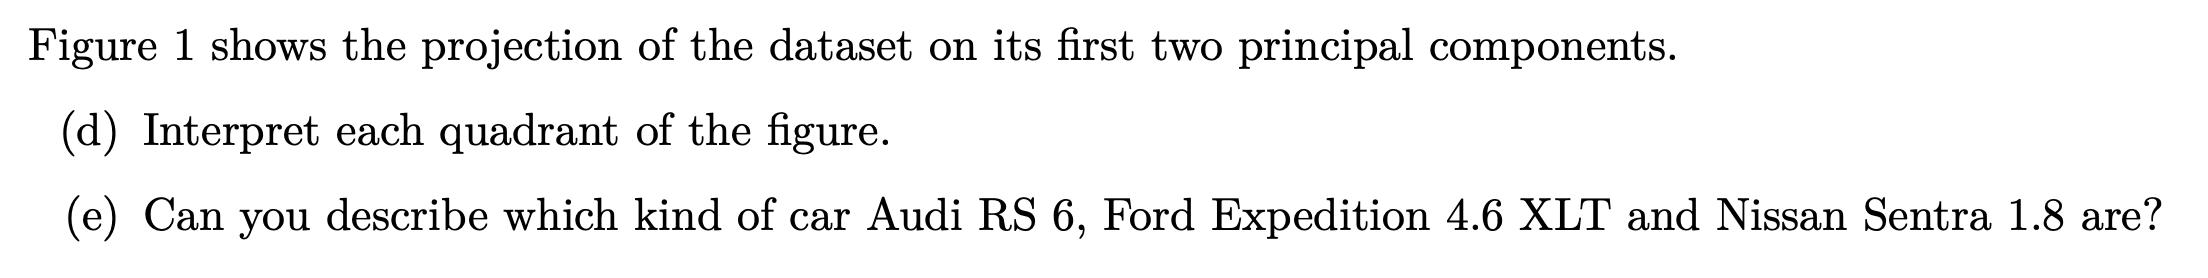 Figure 1 shows the projection of the dataset on its first two principal components.
(d) Interpret each quadrant of the figure.
(e) Can you describe which kind of car Audi RS 6, Ford Expedition 4.6 XLT and Nissan Sentra 1.8 are?